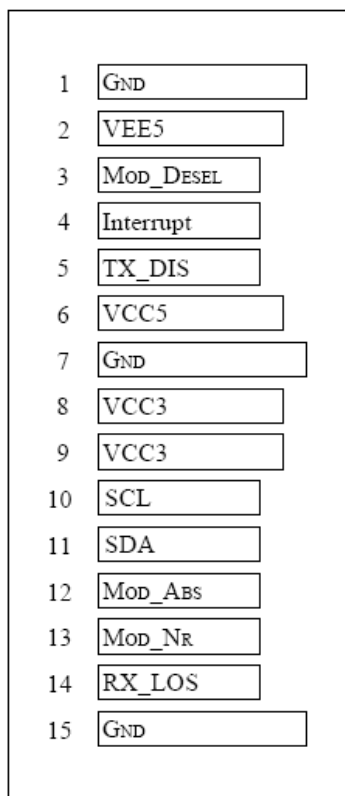 1 GND
2 VEE5
3 MOD_DESEL
4 Interrupt
5 TX_DIS
6 VCC5
7 GND
8 VCC3
9 VCC3
10 SCL
11 SDA
12 MOD_ABS
13 MOD_NR
14 RX_LOS
15 GND